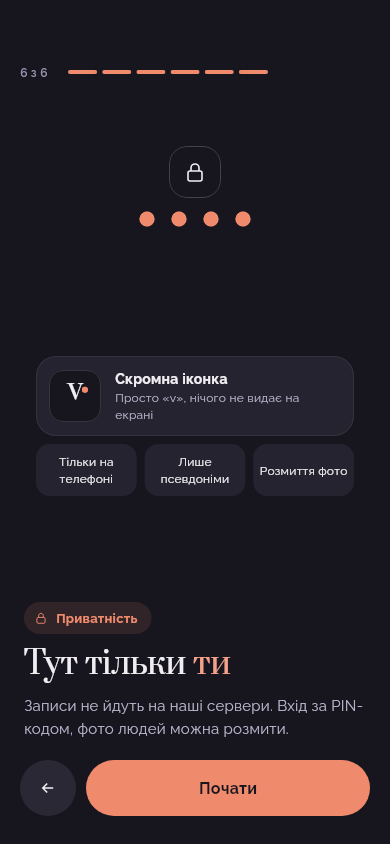 6 з 6
v
Скромна іконка
Просто «v», нічого не видає на
екрані
Тільки на
телефоні
Лише
псевдоніми
Розмиття фото
Приватність
Тут тільки ти
Записи не йдуть на наші сервери. Вхід за PIN-
кодом, фото людей можна розмити.
Почати